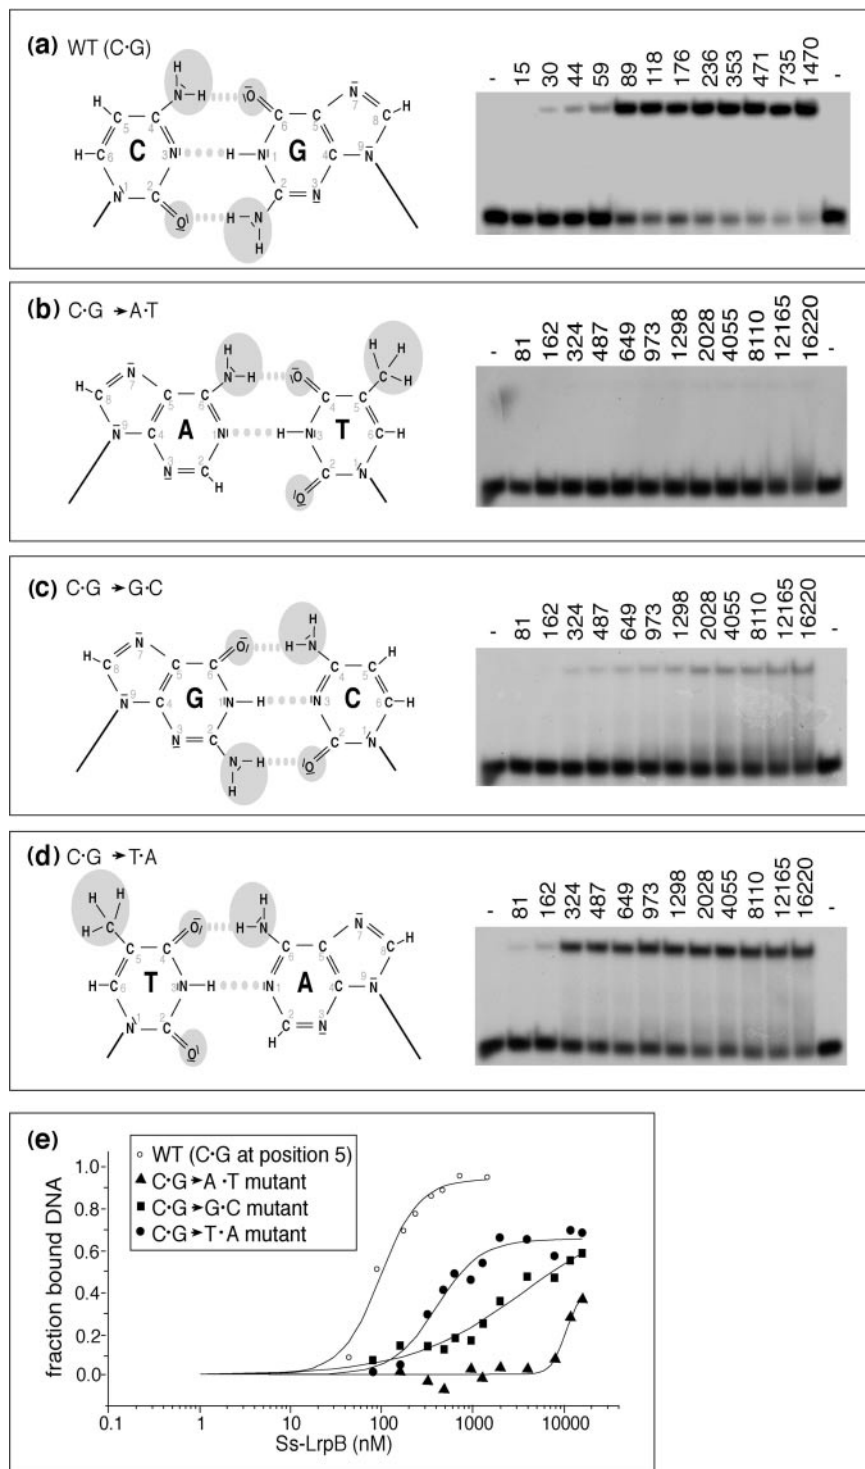 (a) WT (C·G)
- 15 30 44 59 89 118 176 236 353 471 735 1470 -
C G
(b) C·G → A·T
- 81 162 324 487 649 973 1298 2028 4055 8110 12165 16220 -
A T
(c) C·G → G·C
- 81 162 324 487 649 973 1298 2028 4055 8110 12165 16220 -
G C
(d) C·G → T·A
- 81 162 324 487 649 973 1298 2028 4055 8110 12165 16220 -
T A
(e)
WT (C·G at position 5)
C·G→A·T mutant
C·G→G·C mutant
C·G→T·A mutant
fraction bound DNA
1.0
0.8
0.6
0.4
0.2
0.0
0.1 1 10 100 1000 10000
Ss-LrpB (nM)